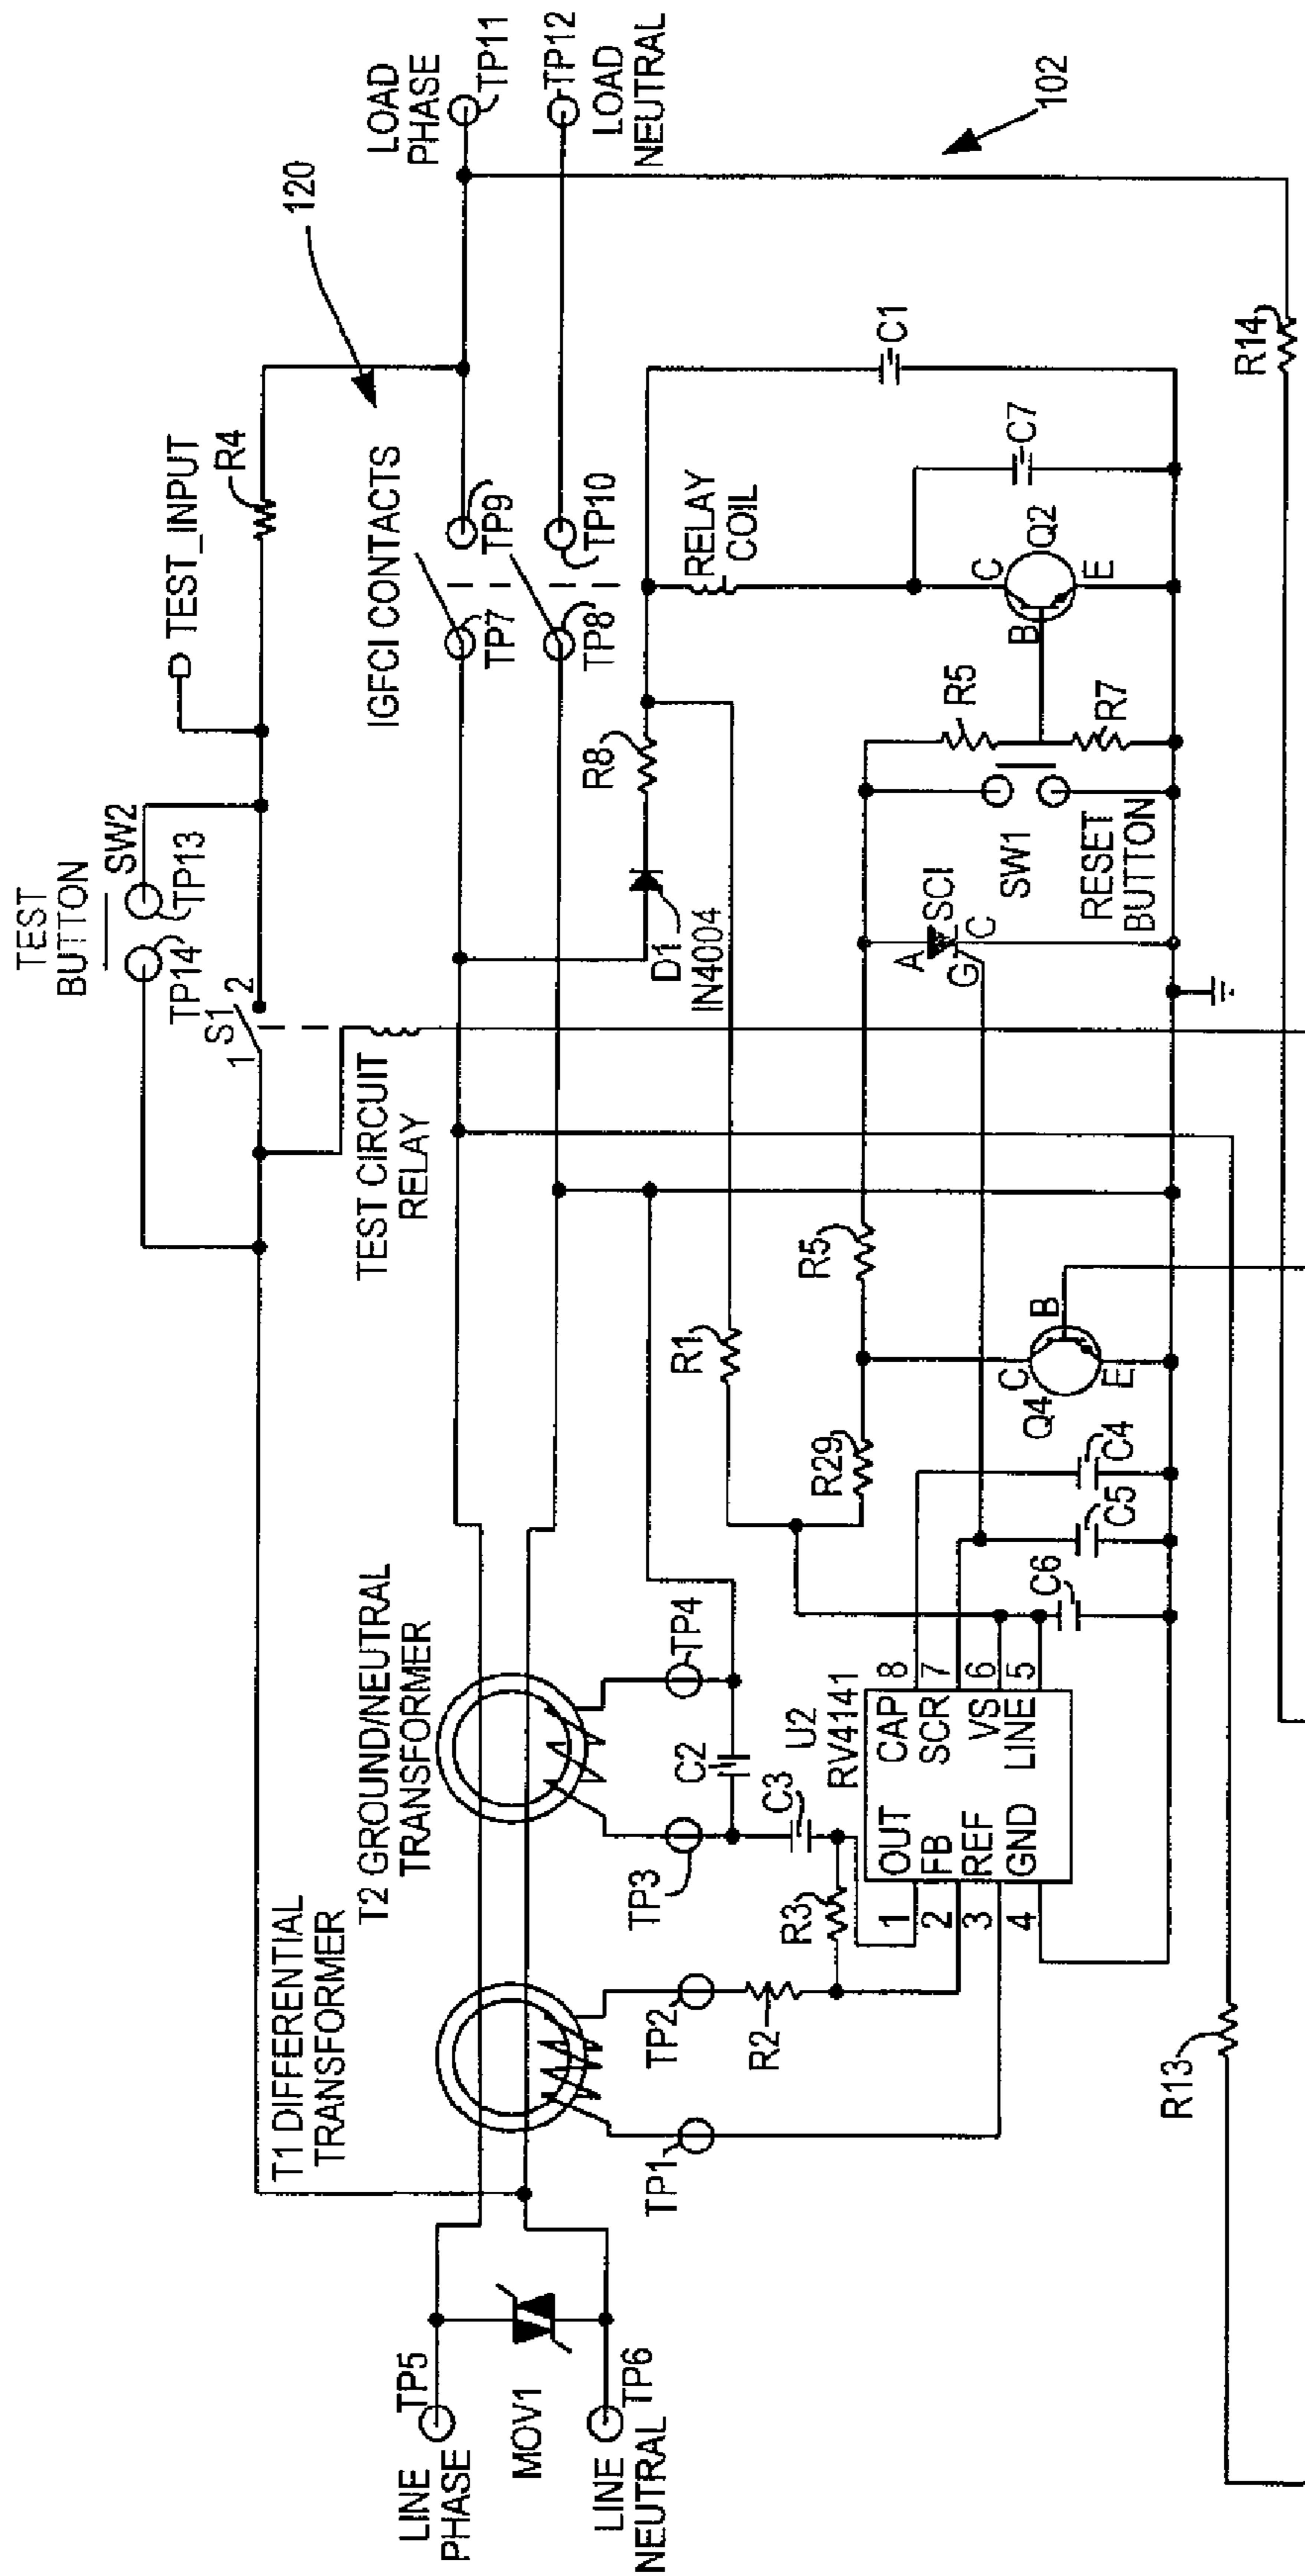 TEST
BUTTON
SW2
TP14
TP13
S1
1
2
TEST_INPUT
R4
120
LOAD
PHASE
TP11
TP12
LOAD
NEUTRAL
102
IGFCI CONTACTS
TP7
TP9
TP8
TP10
TEST CIRCUIT
RELAY
T1 DIFFERENTIAL
TRANSFORMER
T2 GROUND/NEUTRAL
TRANSFORMER
LINE
PHASE
TP5
MOV1
LINE
NEUTRAL
TP6
TP1
TP2
TP3
TP4
R2
R3
C2
C3
U2
RV4141
1
OUT
2
FB
3
REF
4
GND
CAP
8
SCR
7
VS
6
LINE
5
C6
C5
C4
R1
R29
R5
Q4
C
B
E
D1
IN4004
R8
RELAY
COIL
C1
C7
A
SCI
G
C
SW1
RESET
BUTTON
R5
R7
B
C
Q2
E
R13
R14